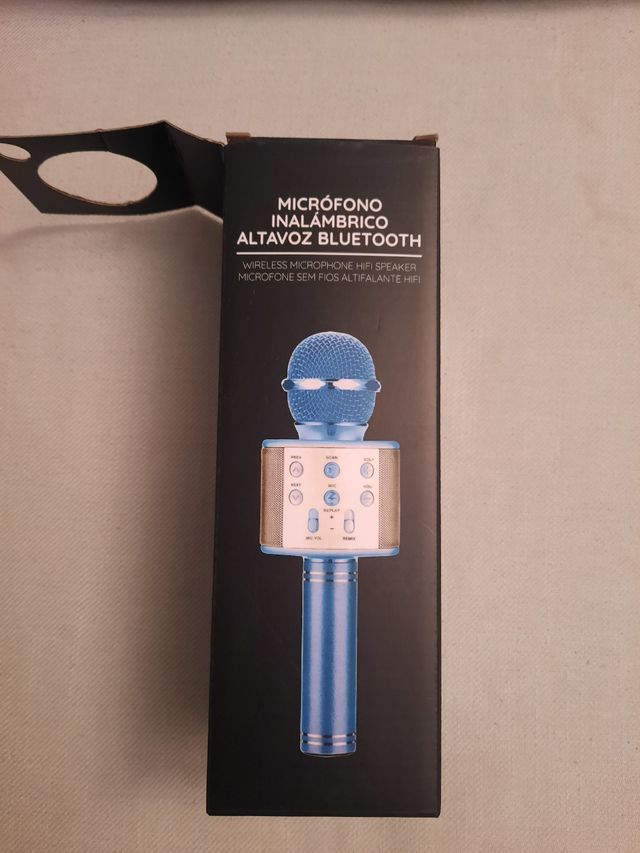 MICRÓFONO
INALÁMBRICO
ALTAVOZ BLUETOOTH
WIRELESS MICROPHONE HIFI SPEAKER
MICROFONE SEM FIOS ALTIFALANTE HIFI
PREV SCAN VOL+
NEXT MIC VOL-
REPLAY
+
-
MIC.VOL REMIX